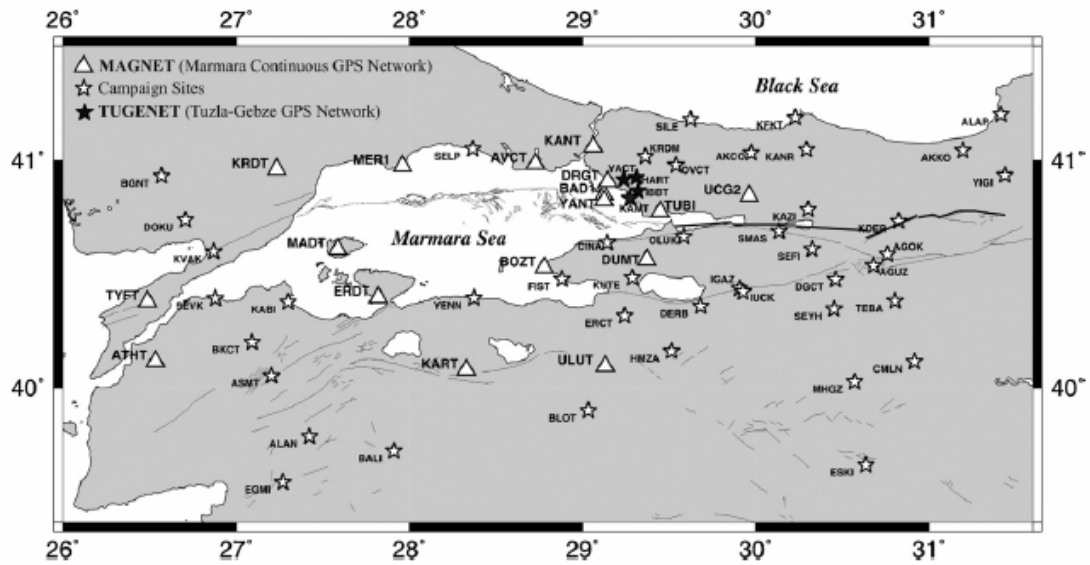 26° 27° 28° 29° 30° 31°
MAGNET (Marmara Continuous GPS Network)
Campaign Sites
TUGENET (Tuzla-Gebze GPS Network)
Black Sea
ALAP
SILE KFKT
KANT
41° 41°
KRDM
SELP AVCT MER1 KRDT
AKCO KANR AKKO
OVCT
YACT
DRGT HART
BGNT YIGI
BAD1 IBBT UCG2
YANT KAMT TUBI
DOKU KAZI KDER
Marmara Sea
MADT CINA OLUK SMAS
KVAK SEFI AGOK
BOZT DUMT AGUZ
FIST KUTE IGAZ DGCT
TYFT SEVK KABI ERDT YENN IUCK
ERCT DERB SEYH TEBA
BKCT
ATHT KART ULUT HMZA
CMLN
40° 40°
ASMT MHGZ
BLOT
ALAN
BALI
ESKI
EGMI
26° 27° 28° 29° 30° 31°